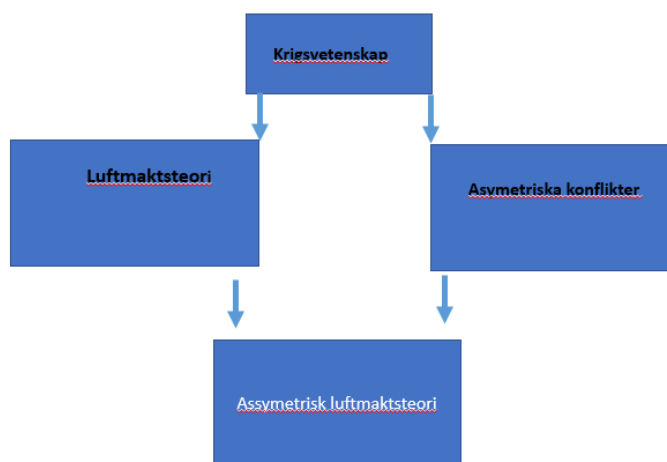 Krigsvetenskap
Luftmaktsteori
Asymetriska konflikter
Assymetrisk luftmaktsteori